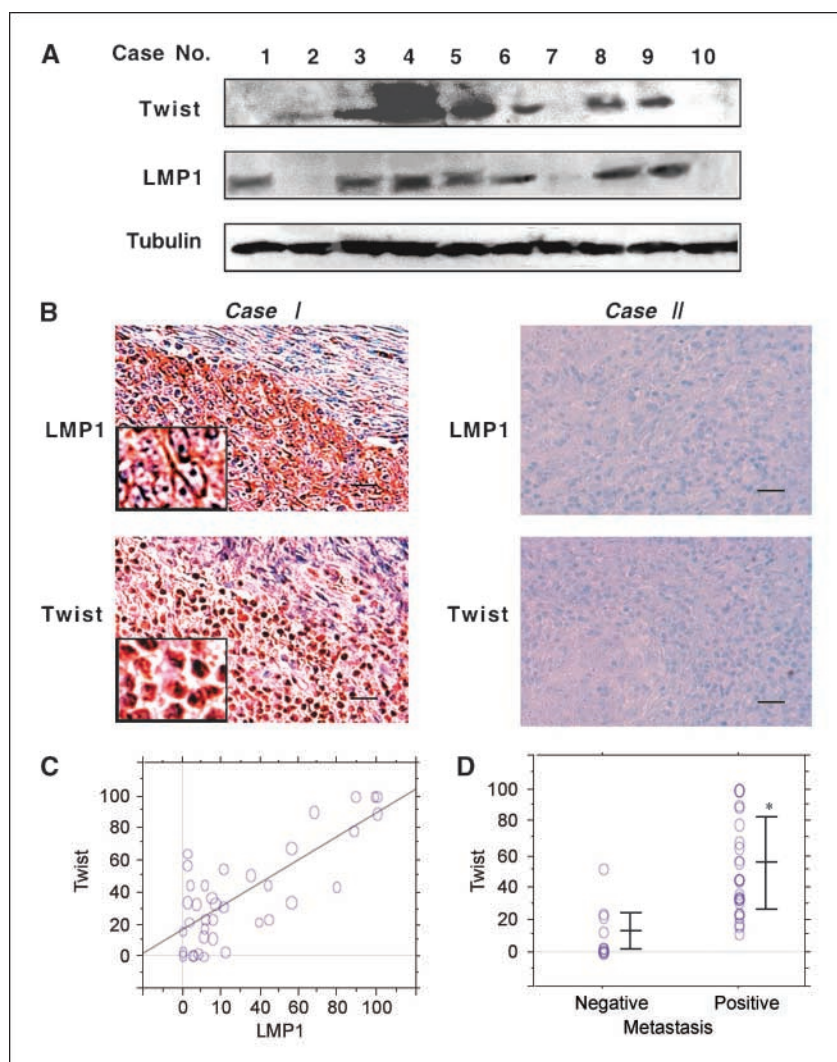 A Case No. 1 2 3 4 5 6 7 8 9 10
Twist
LMP1
Tubulin
B Case I Case II
LMP1 LMP1
Twist Twist
C
100
80
60
40
20
0
Twist
0 10 20 40 60 80 100
LMP1
D
100
80
60
40
20
0
Twist
*
Negative Positive
Metastasis